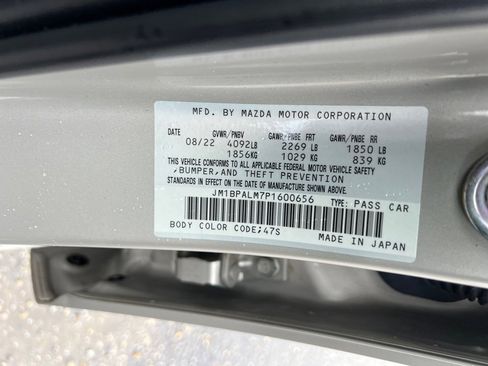 MFD. BY MAZDA MOTOR CORPORATION
DATE GVWR/PNBV GAWR/PNBE FRT GAWR/PNBE RR
08/22 4092LB 2269 LB 1850 LB
1856KG 1029 KG 839 KG
THIS VEHICLE CONFORMS TO ALL APPLICABLE FEDERAL MOTOR VEHICLE SAFETY
,BUMPER,AND THEFT PREVENTION
STANDARDS IN EFFECT ON THE DATE OF MANUFACTURE SHOWN ABOVE.
JM1BPALM7P1600656 TYPE: PASS CAR
BODY COLOR CODE;47S MADE IN JAPAN